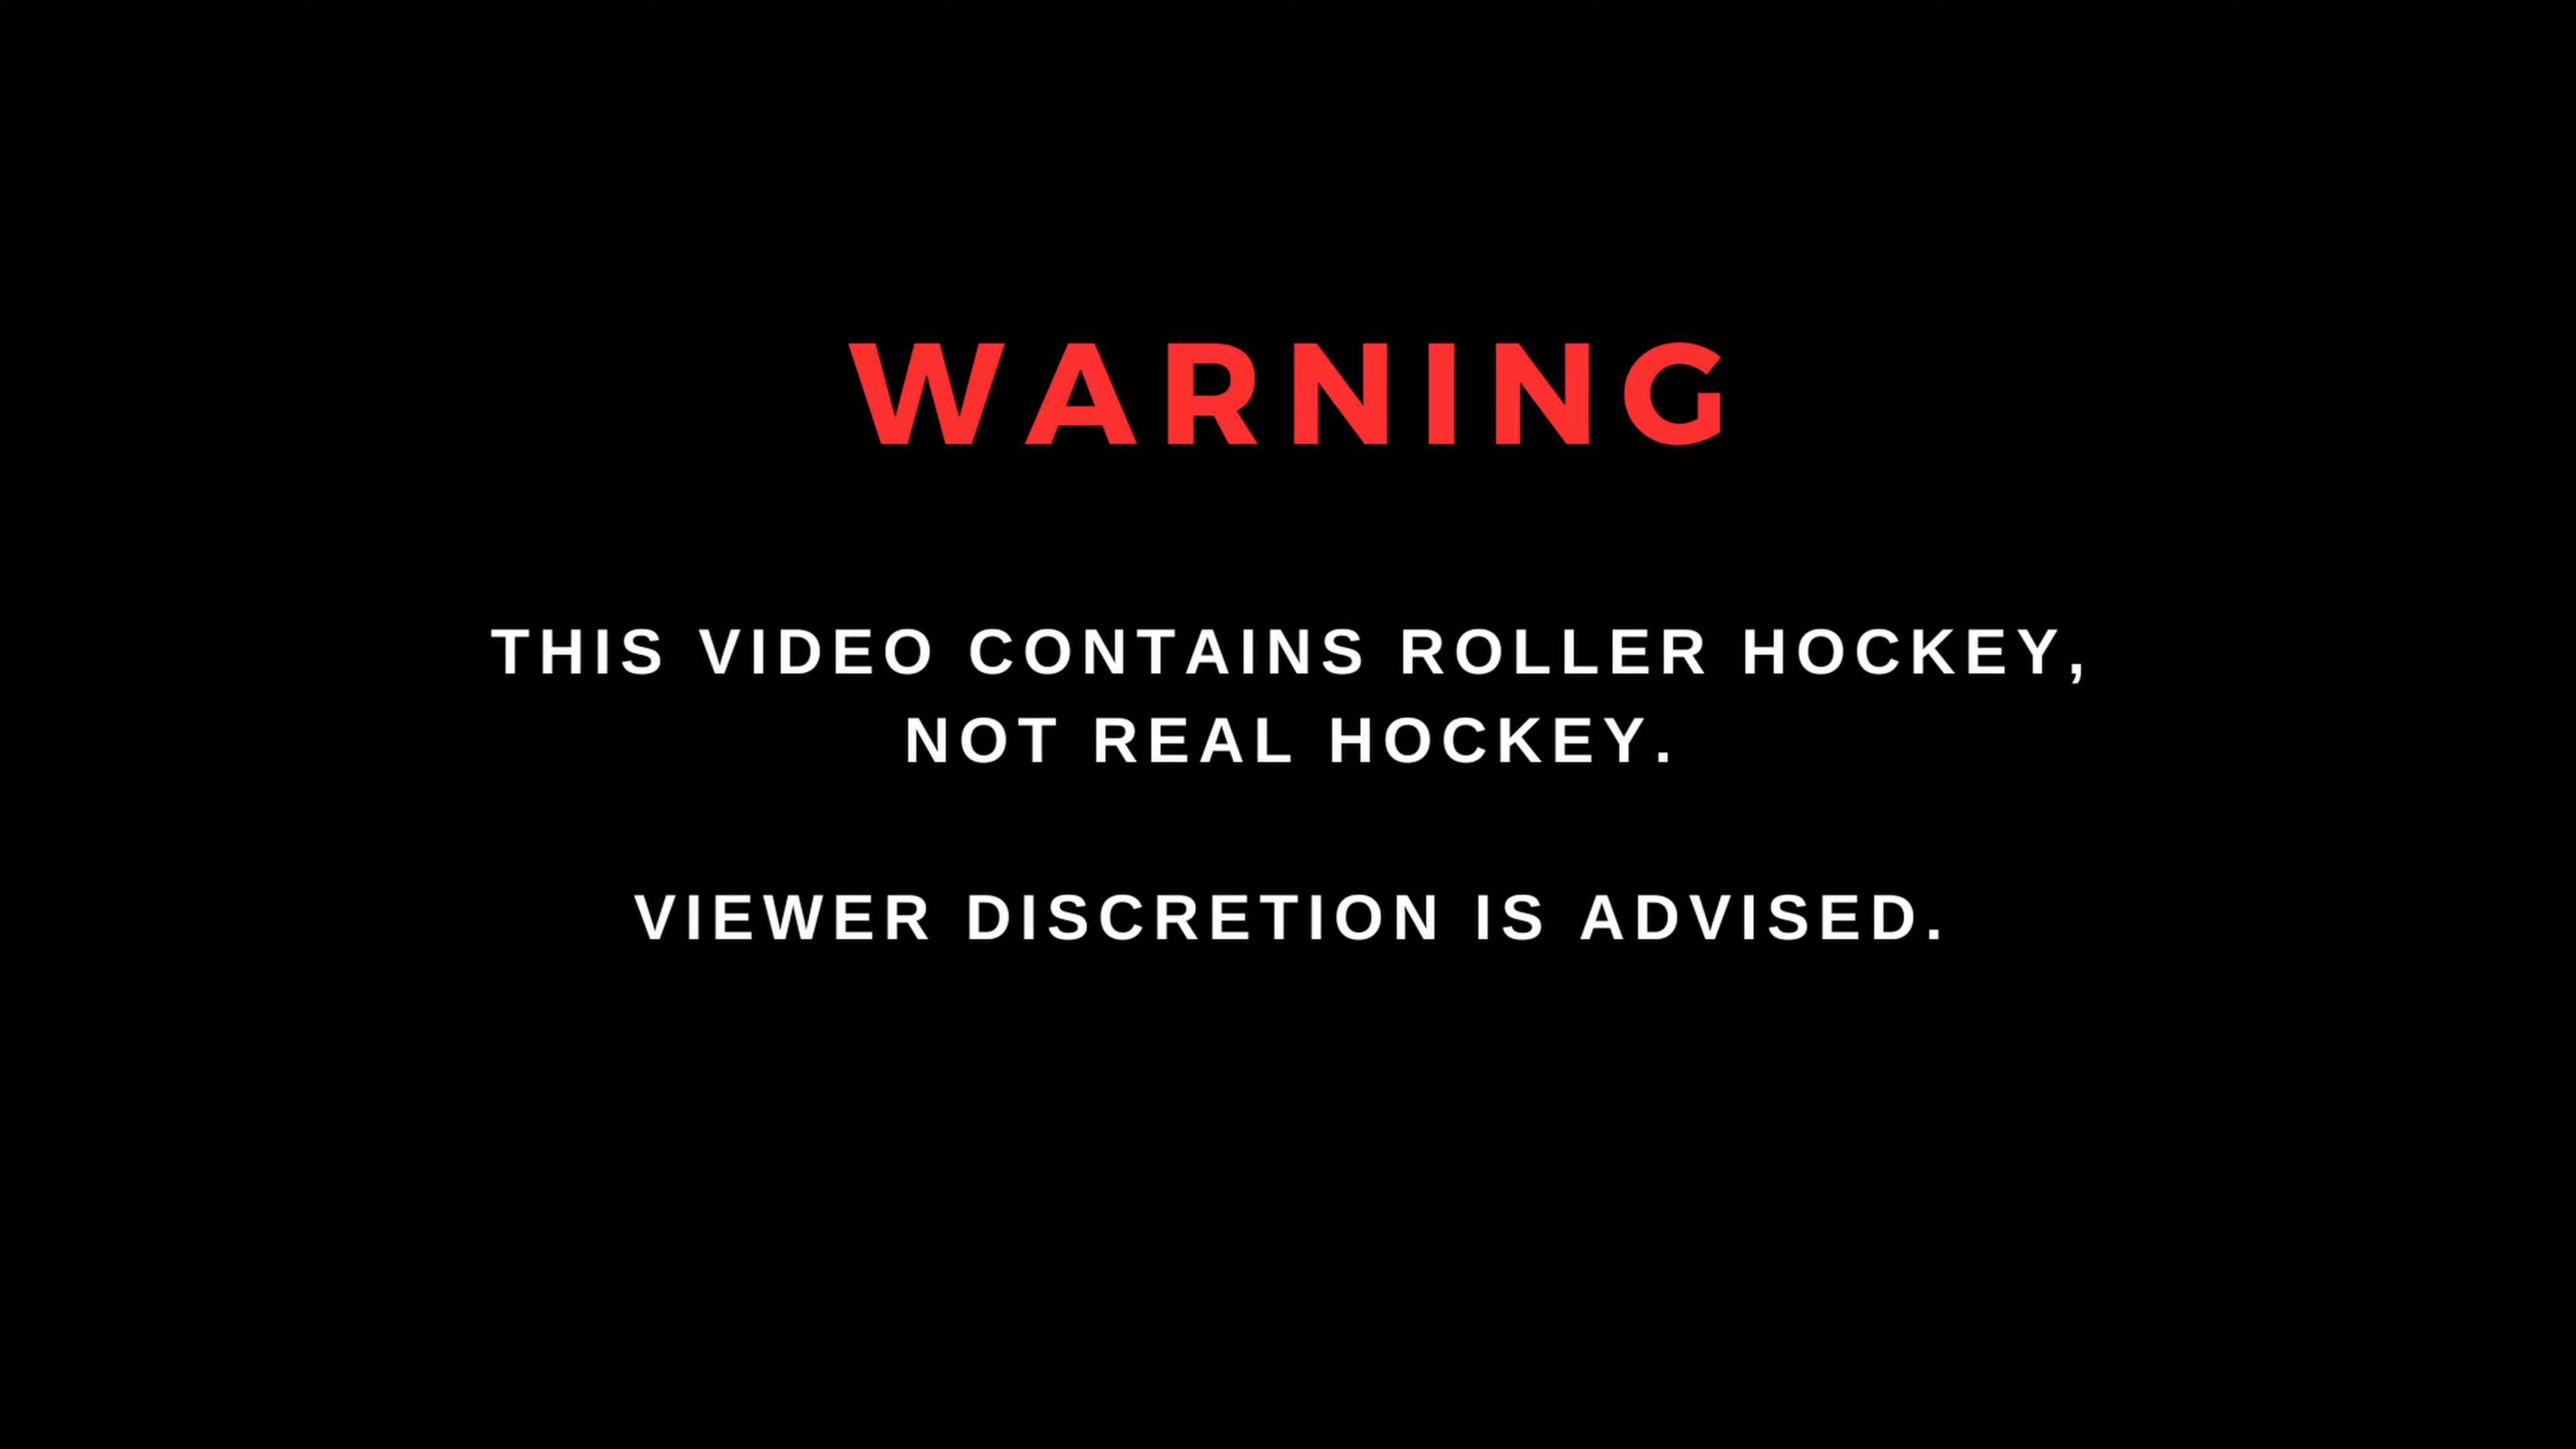 WARNING
THIS VIDEO CONTAINS ROLLER HOCKEY,
NOT REAL HOCKEY.
VIEWER DISCRETION IS ADVISED.